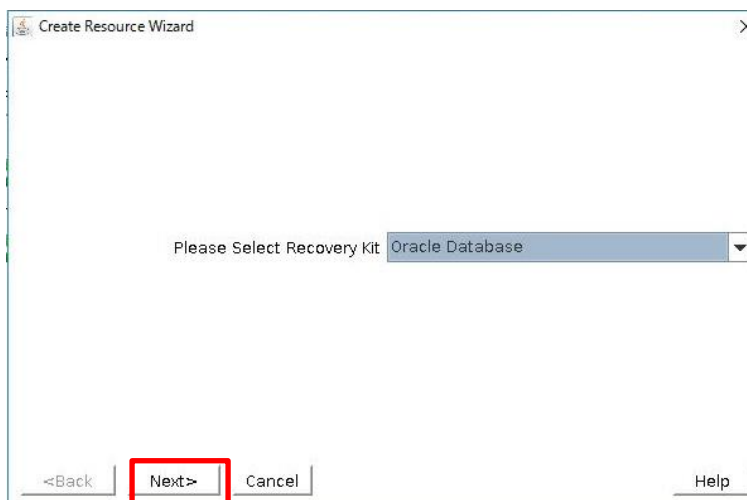 Create Resource Wizard
Please Select Recovery Kit Oracle Database
<Back Next> Cancel Help